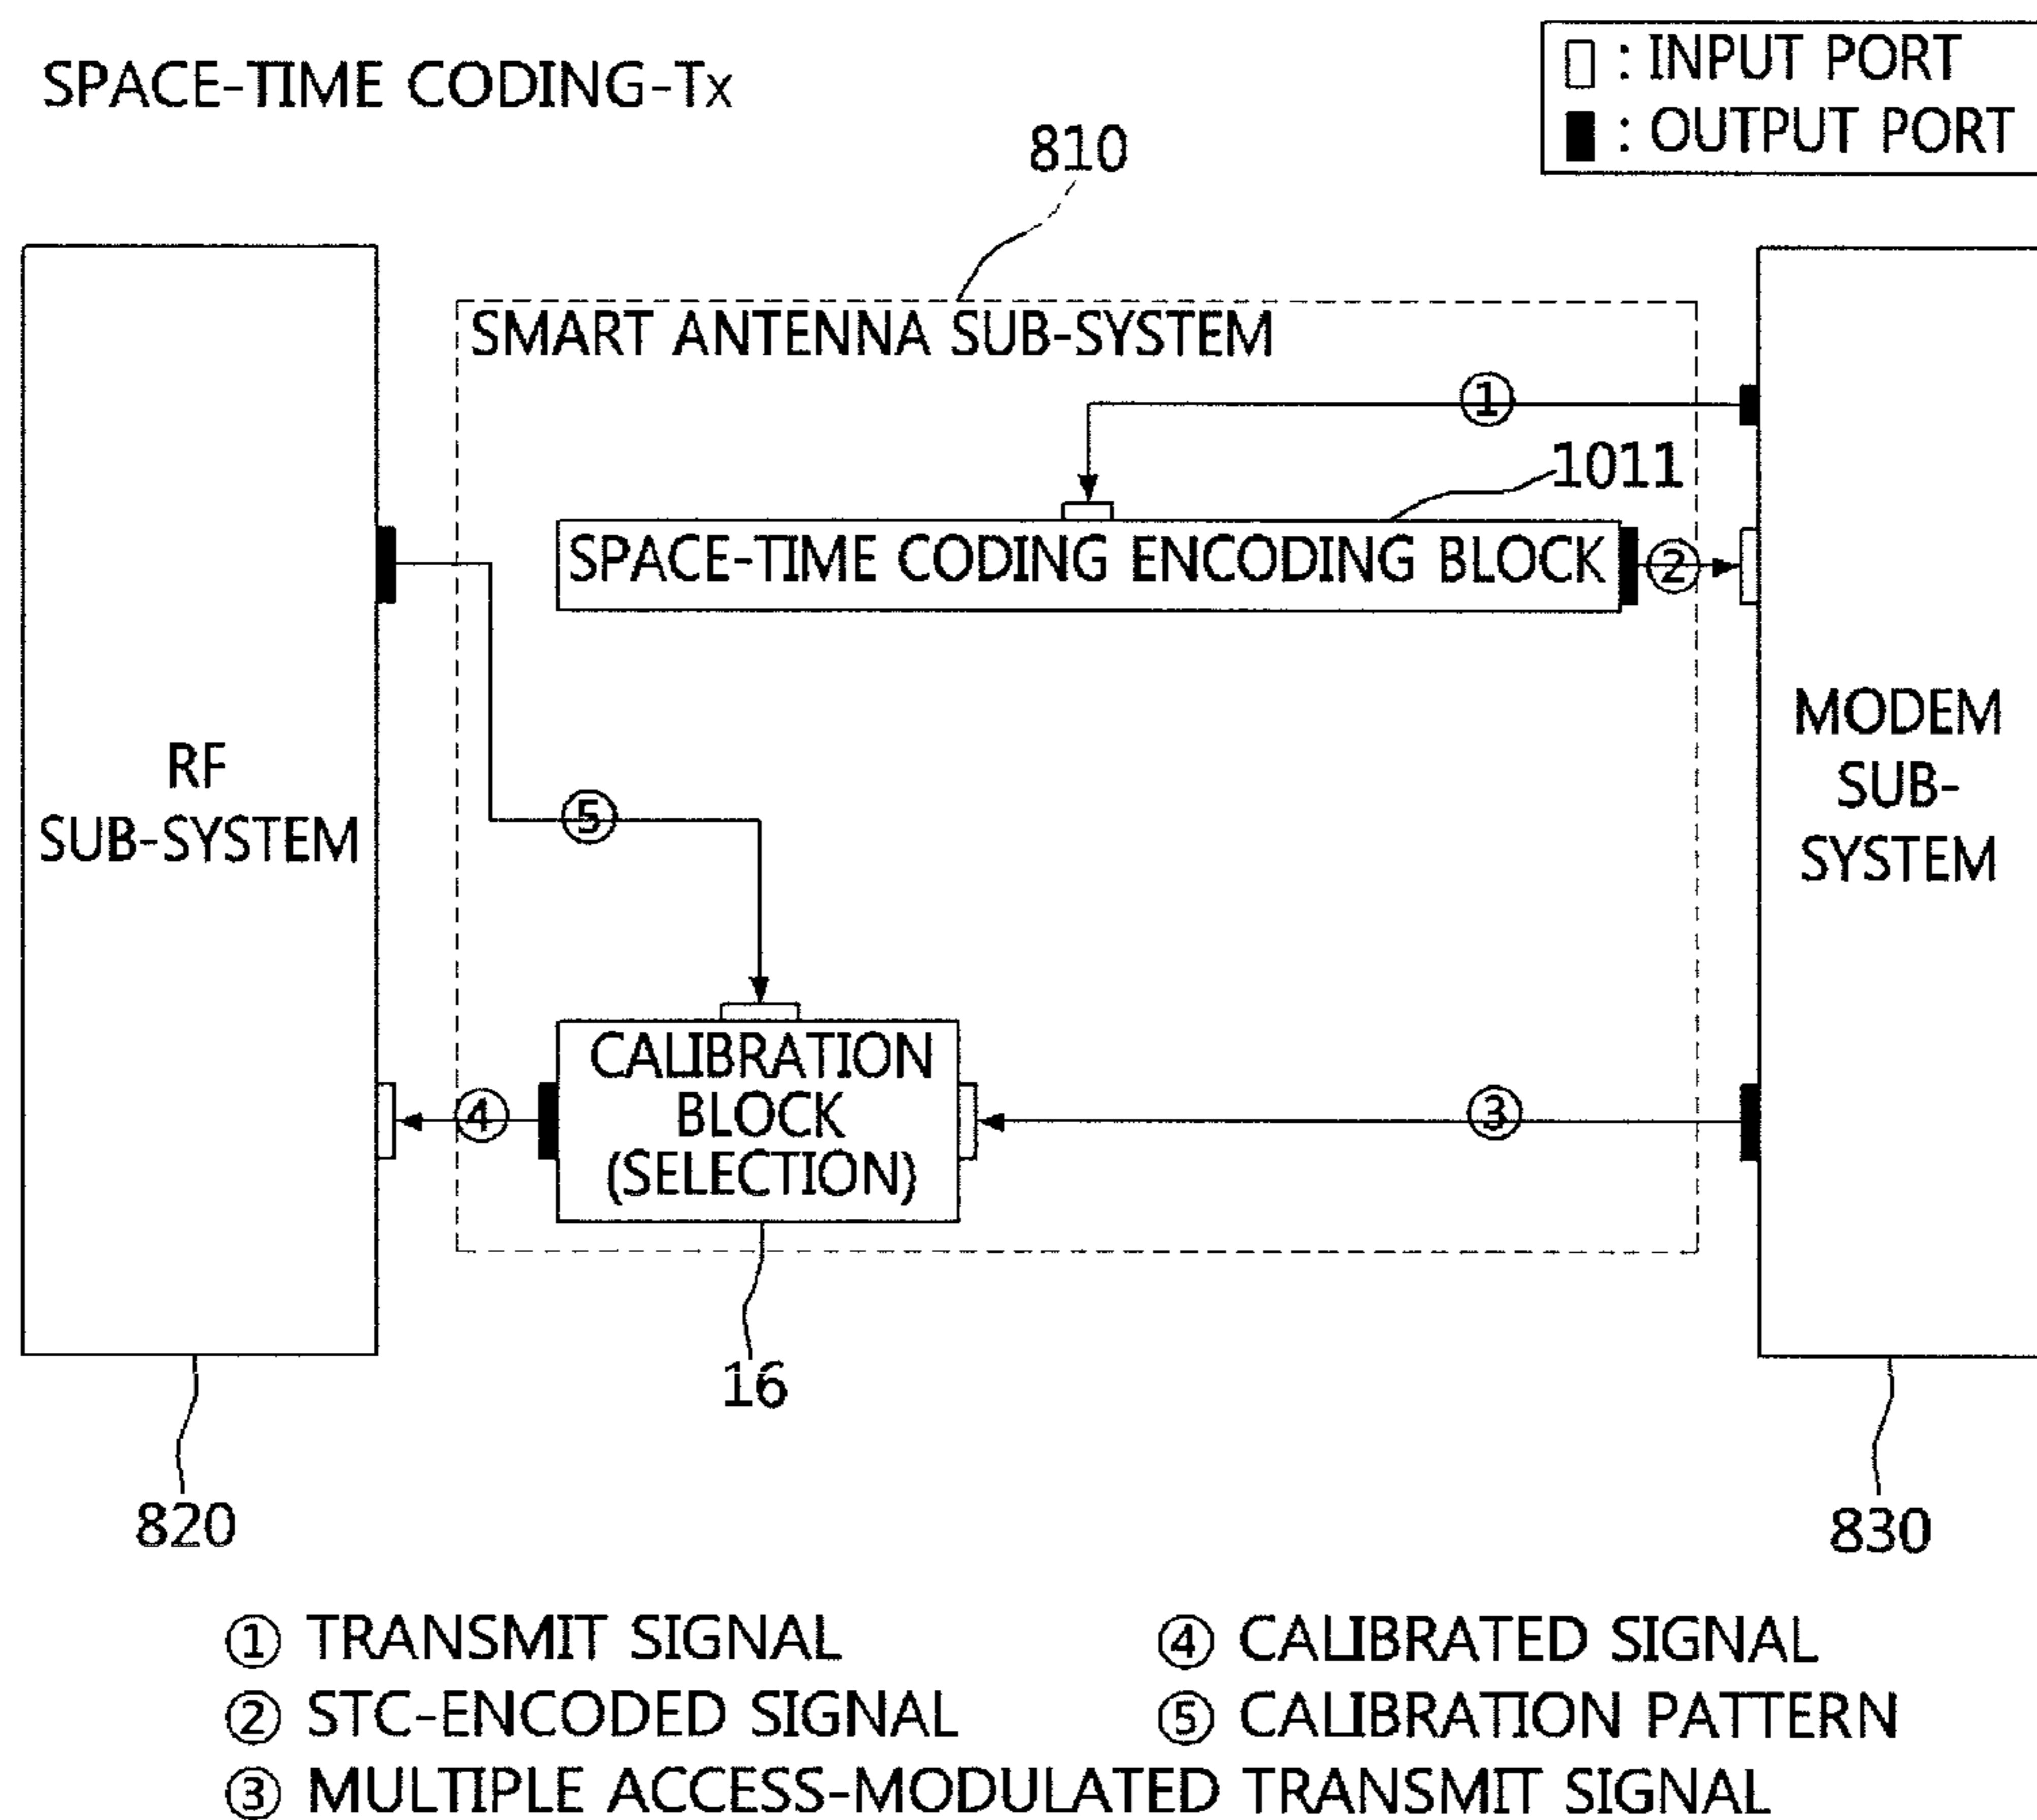 SPACE-TIME CODING-Tx
: INPUT PORT
: OUTPUT PORT
810
SMART ANTENNA SUB-SYSTEM
①
1011
SPACE-TIME CODING ENCODING BLOCK
②
RF
SUB-SYSTEM
MODEM
SUB-
SYSTEM
⑤
CALIBRATION
BLOCK
(SELECTION)
④
③
16
820
830
① TRANSMIT SIGNAL
② STC-ENCODED SIGNAL
③ MULTIPLE ACCESS-MODULATED TRANSMIT SIGNAL
④ CALIBRATED SIGNAL
⑤ CALIBRATION PATTERN